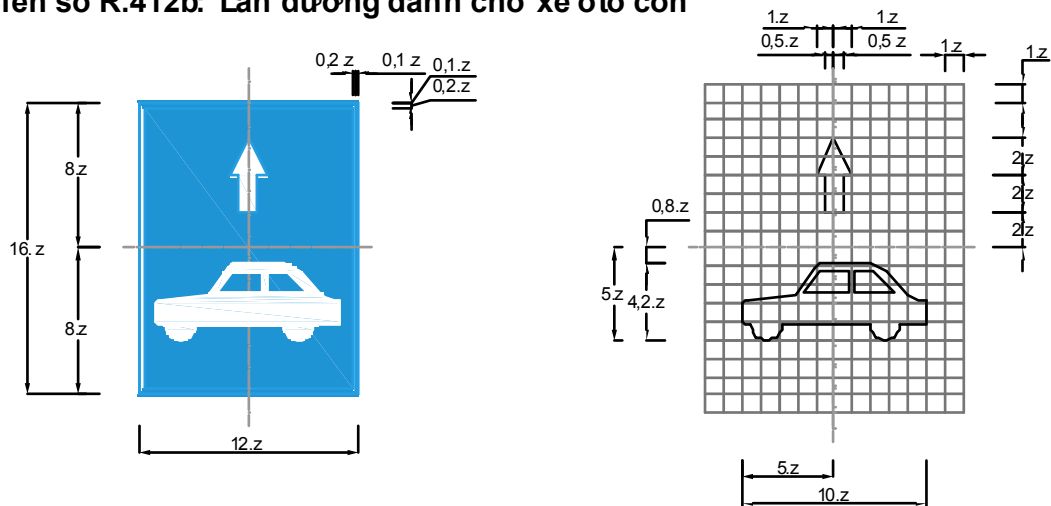 số R.412b: Làn đường dành cho xe ôtô con
1.z 1.z
0,5.z 0,5.z 1.z
1.z
0,2.z 0,1.z 0,1.z
0,2.z
8.z
2.z
2.z
0,8.z
2.z
16.z
5.z 4,2.z
8.z
12.z
5.z
10.z